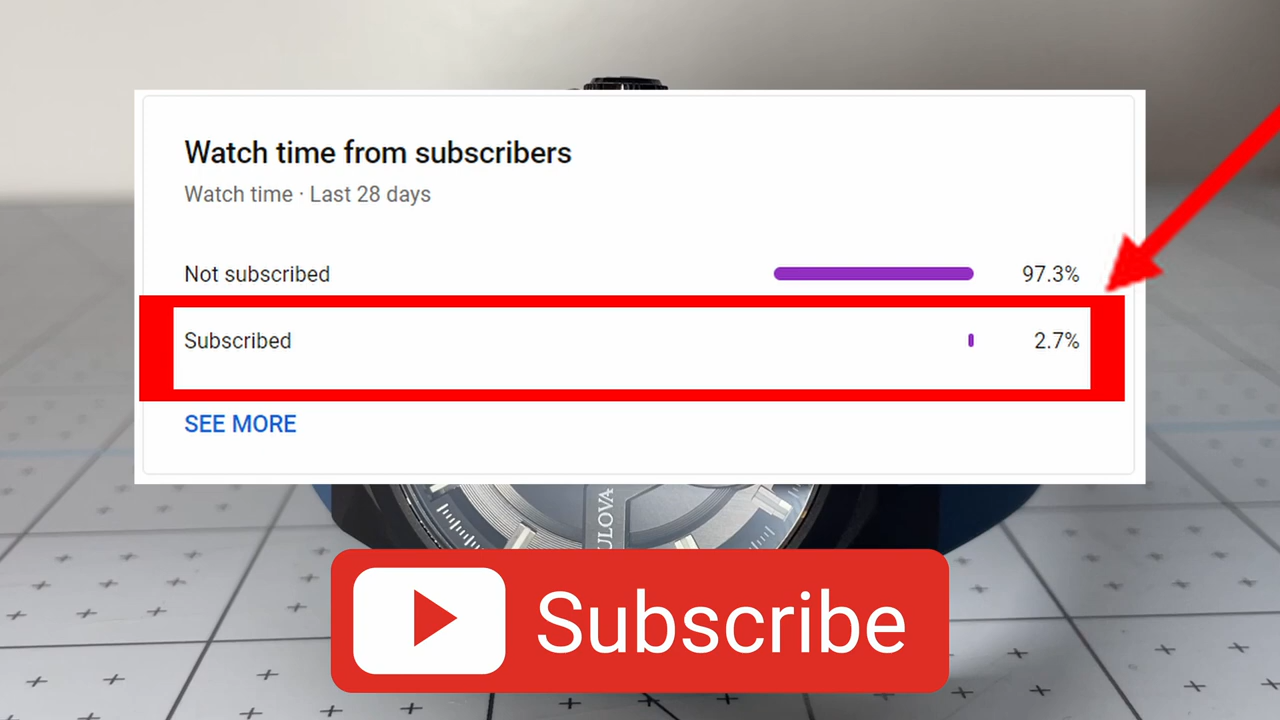 Watch time from subscribers
Watch time · Last 28 days
Not subscribed 97.3%
Subscribed 2.7%
SEE MORE
ULOVA
Subscribe